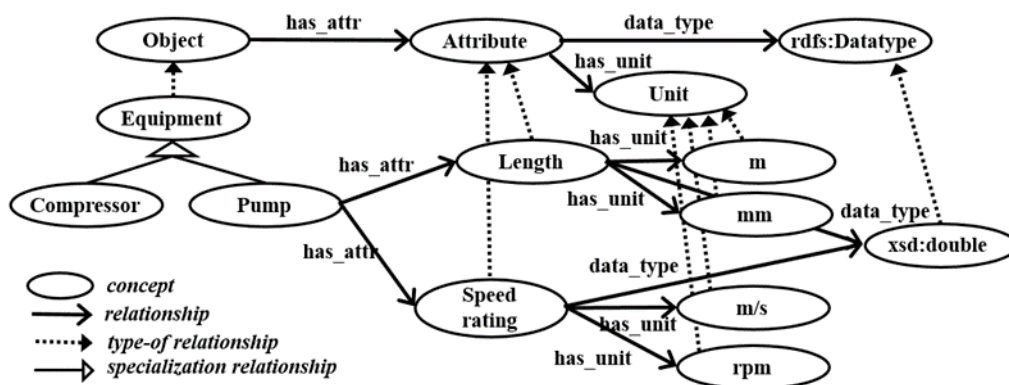 has_attr
data_type
Object
Attribute
rdfs:Datatype
has_unit
Unit
Equipment
has_unit
has_attr
Length
m
Compressor
Pump
has_unit
mm
data_type
has_attr
xsd:double
data_type
concept
Speed
rating
m/s
relationship
has_unit
type-of relationship
has_unit
rpm
specialization relationship